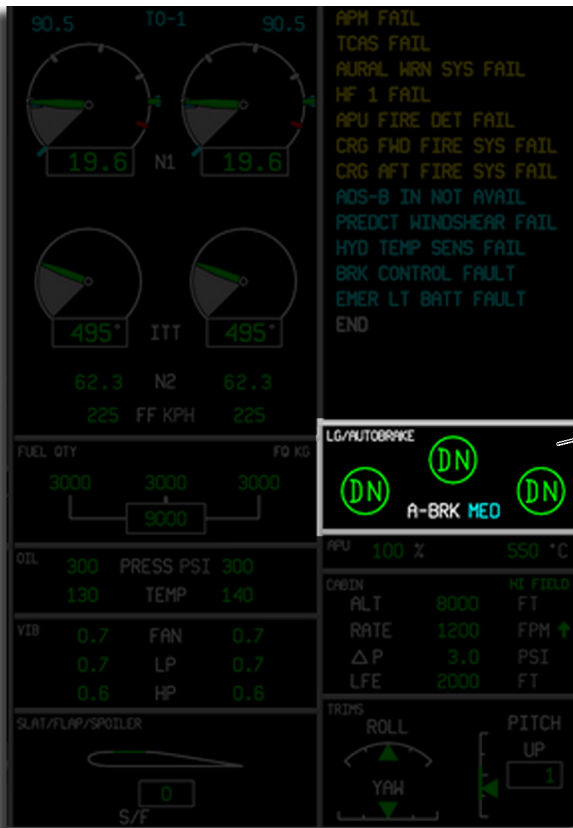 90.5 TO-1 90.5
19.6 N1 19.6
495° ITT 495°
62.3 N2 62.3
225 FF KPH 225
FUEL QTY FQ KG
3000 3000 3000
9000
OIL 300 PRESS PSI 300
130 TEMP 140
VIB 0.7 FAN 0.7
0.7 LP 0.7
0.6 HP 0.6
SLAT/FLAP/SPOILER
0
S/F
APM FAIL
TCAS FAIL
AURAL WRN SYS FAIL
HF 1 FAIL
APU FIRE DET FAIL
CRG FWD FIRE SYS FAIL
CRG AFT FIRE SYS FAIL
ADS-B IN NOT AVAIL
PREDCT WINDSHEAR FAIL
HYD TEMP SENS FAIL
BRK CONTROL FAULT
EMER LT BATT FAULT
END
LG/AUTOBRAKE
DN
DN DN
A-BRK MED
APU 100 % 550 °C
CABIN HI FIELD
ALT 8000 FT
RATE 1200 FPM ↑
△P 3.0 PSI
LFE 2000 FT
TRIMS
ROLL PITCH
UP
1
YAW